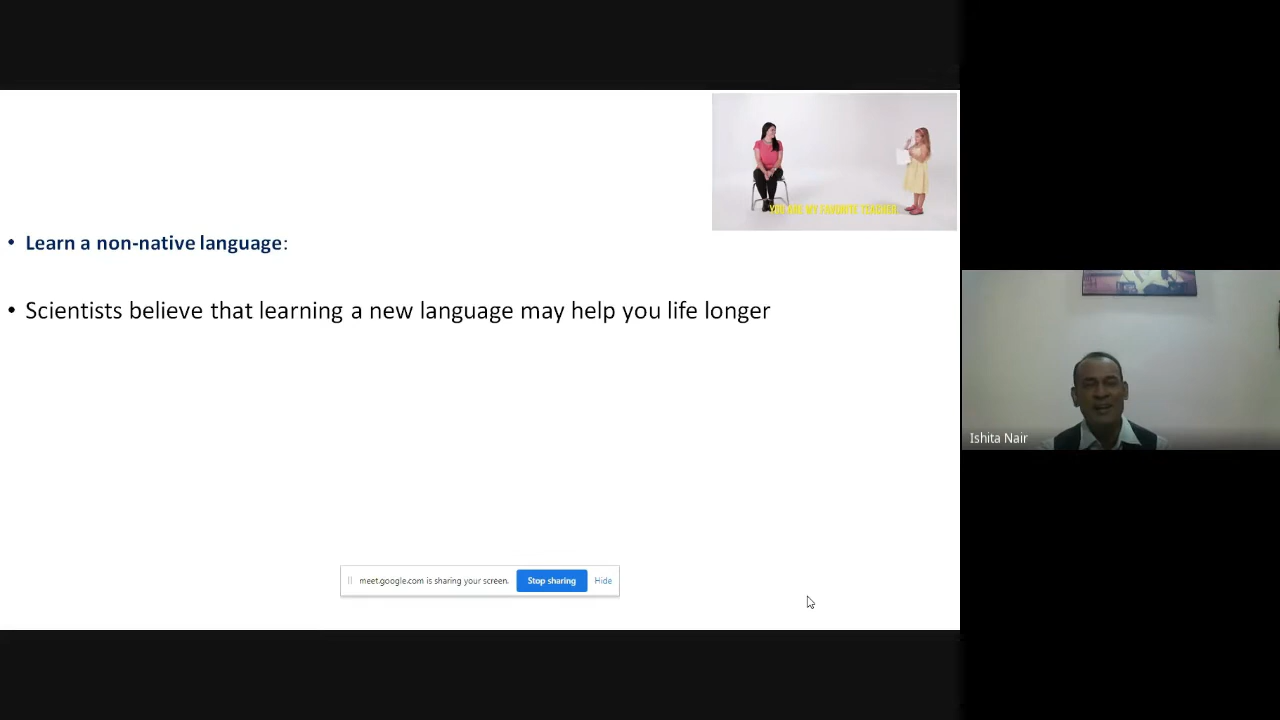 YOU ARE MY FAVORITE TEACHER
• Learn a non-native language:
• Scientists believe that learning a new language may help you life longer
Ishita Nair
meet.google.com is sharing your screen. Stop sharing Hide